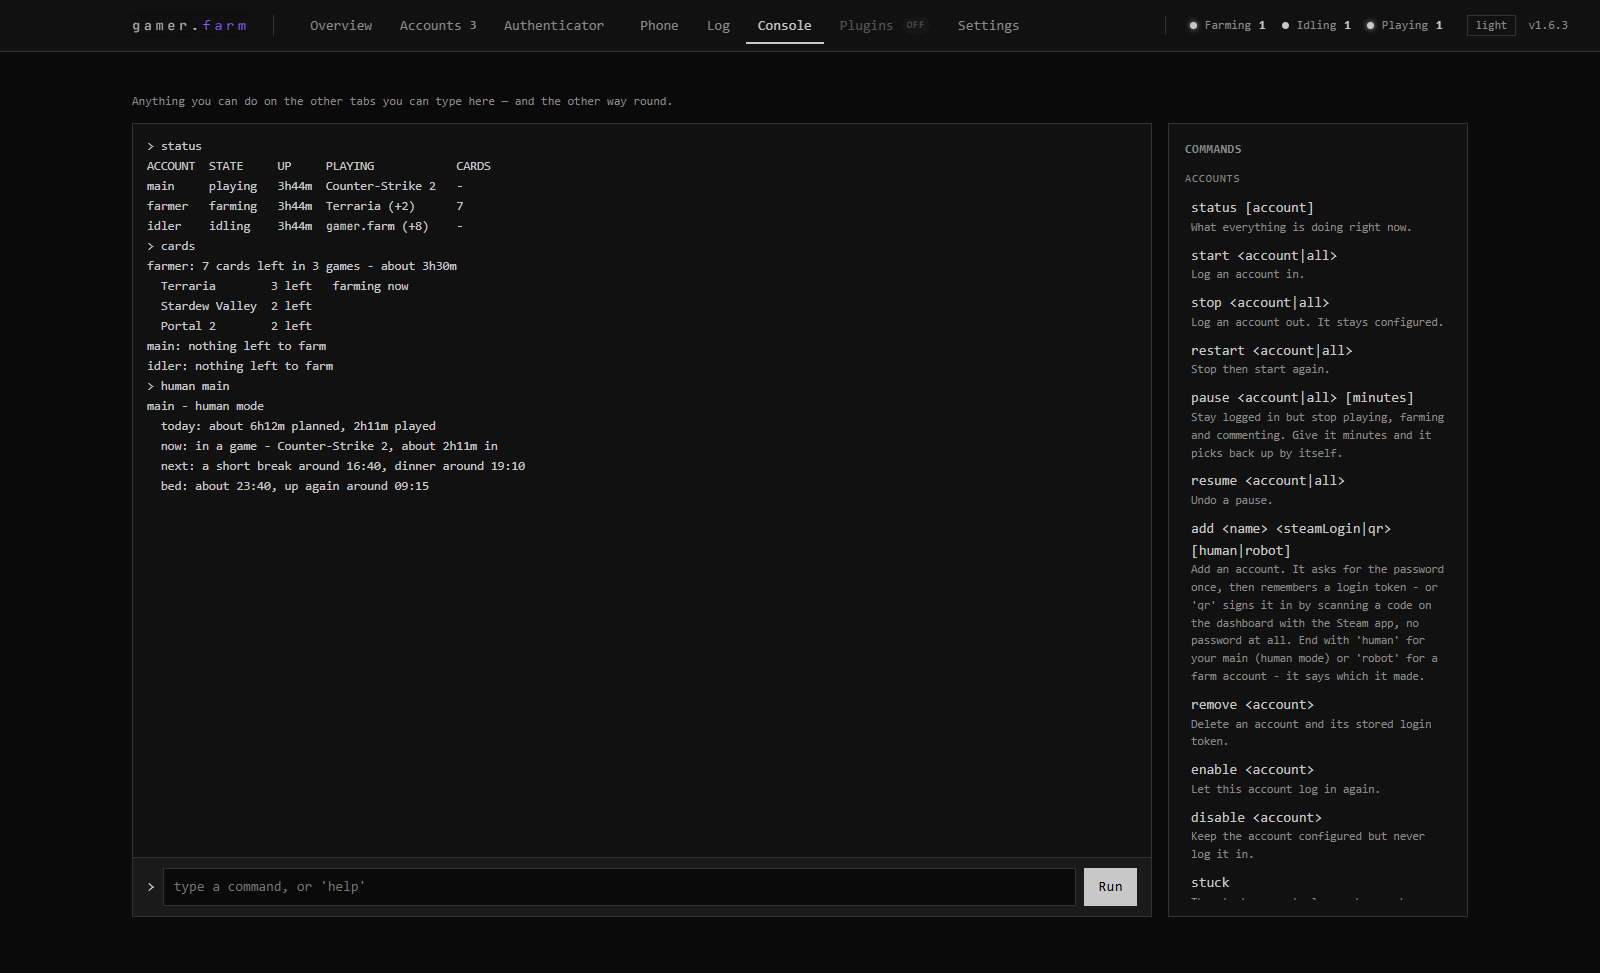 gamer.farm
Overview Accounts 3 Authenticator Phone Log Console Plugins OFF Settings
Farming 1 Idling 1 Playing 1 light v1.6.3
Anything you can do on the other tabs you can type here — and the other way round.
> status
ACCOUNT STATE UP PLAYING CARDS
main playing 3h44m Counter-Strike 2 -
farmer farming 3h44m Terraria (+2) 7
idler idling 3h44m gamer.farm (+8) -
> cards
farmer: 7 cards left in 3 games - about 3h30m
Terraria 3 left farming now
Stardew Valley 2 left
Portal 2 2 left
main: nothing left to farm
idler: nothing left to farm
> human main
main - human mode
today: about 6h12m planned, 2h11m played
now: in a game - Counter-Strike 2, about 2h11m in
next: a short break around 16:40, dinner around 19:10
bed: about 23:40, up again around 09:15
> type a command, or 'help'
Run
COMMANDS
ACCOUNTS
status [account]
What everything is doing right now.
start <account|all>
Log an account in.
stop <account|all>
Log an account out. It stays configured.
restart <account|all>
Stop then start again.
pause <account|all> [minutes]
Stay logged in but stop playing, farming
and commenting. Give it minutes and it
picks back up by itself.
resume <account|all>
Undo a pause.
add <name> <steamLogin|qr>
[human|robot]
Add an account. It asks for the password
once, then remembers a login token - or
'qr' signs it in by scanning a code on
the dashboard with the Steam app, no
password at all. End with 'human' for
your main (human mode) or 'robot' for a
farm account - it says which it made.
remove <account>
Delete an account and its stored login
token.
enable <account>
Let this account log in again.
disable <account>
Keep the account configured but never
log it in.
stuck